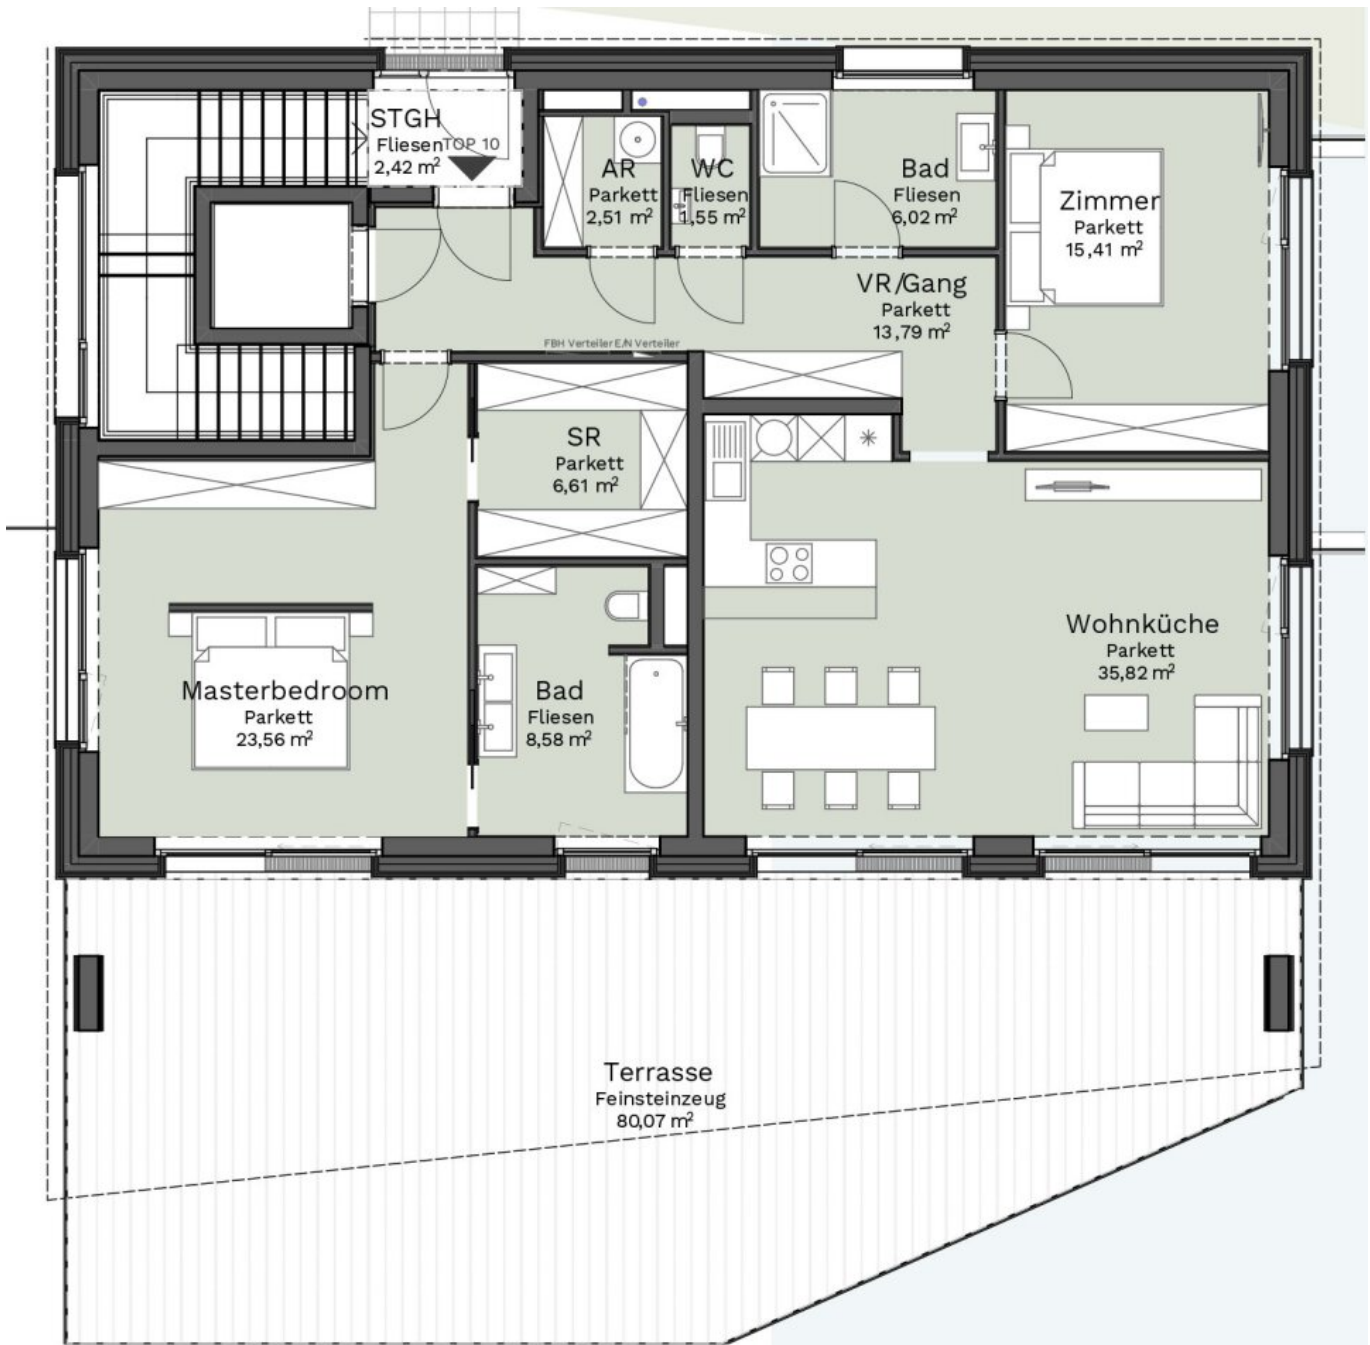 STGH
Fliesen
2,42 m²
TOP 10
AR
Parkett
2,51 m²
WC
Fliesen
1,55 m²
Bad
Fliesen
6,02 m²
Zimmer
Parkett
15,41 m²
VR/Gang
Parkett
13,79 m²
FBH Verteiler E/N Verteiler
SR
Parkett
6,61 m²
Wohnküche
Parkett
35,82 m²
Masterbedroom
Parkett
23,56 m²
Bad
Fliesen
8,58 m²
Terrasse
Feinsteinzeug
80,07 m²